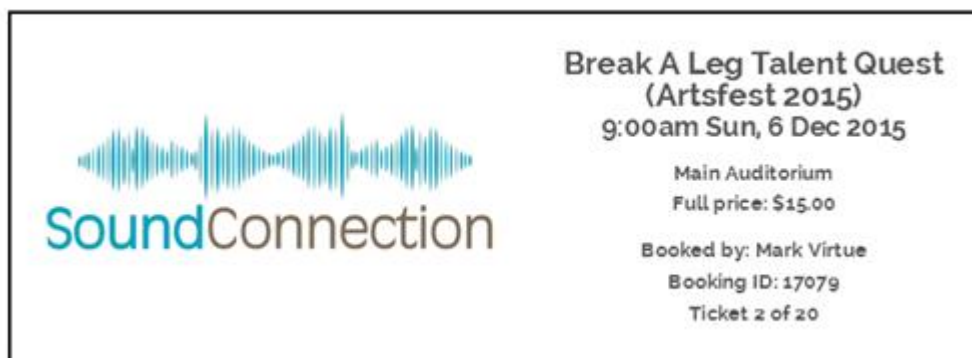 SoundConnection
Break A Leg Talent Quest
(Artsfest 2015)
9:00am Sun, 6 Dec 2015
Main Auditorium
Full price: $15.00
Booked by: Mark Virtue
Booking ID: 17079
Ticket 2 of 20